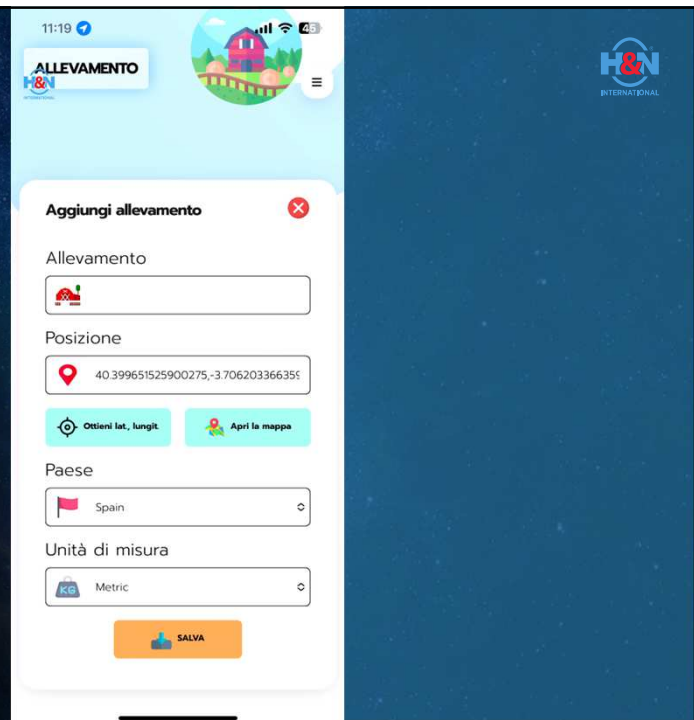 11:19
45
ALLEVAMENTO
H&N
INTERNATIONAL
H&N
INTERNATIONAL
Aggiungi allevamento
Allevamento
Posizione
40.399651525900275,-3.706203366359
Ottieni lat., lungit.
Apri la mappa
Paese
Spain
Unità di misura
KG
Metric
SALVA